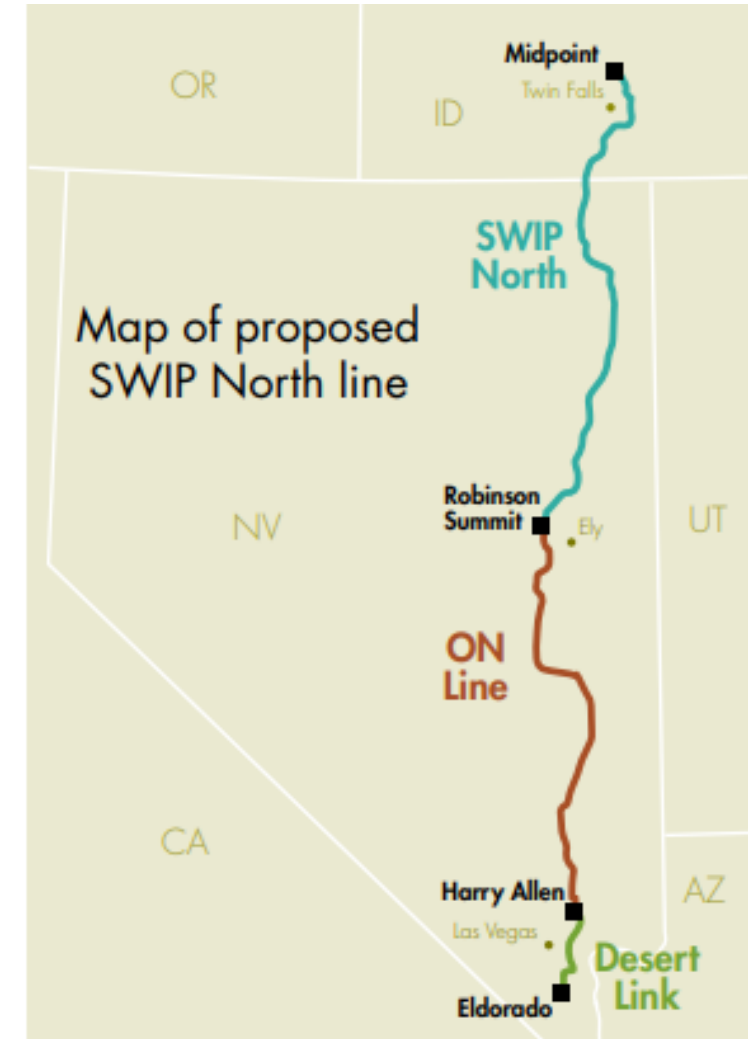 Midpoint
OR
Twin Falls
ID
SWIP
North
Map of proposed
SWIP North line
Robinson
Summit
NV
Ely
UT
ON
Line
CA
Harry Allen
AZ
Las Vegas
Desert
Link
Eldorado